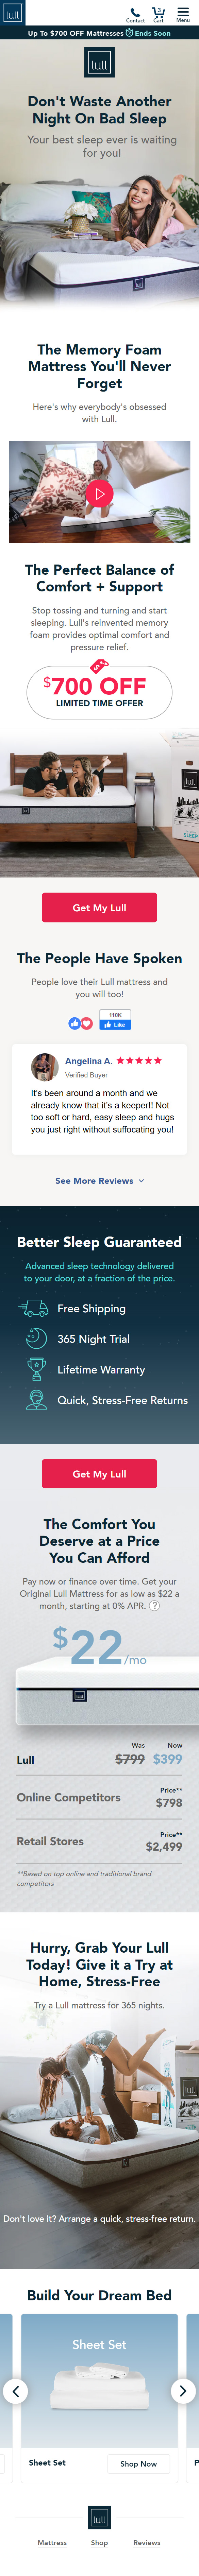 lull
Contact
1
Cart
Menu
Up To $700 OFF Mattresses Ends Soon
lull
Don't Waste Another
Night On Bad Sleep
Your best sleep ever is waiting
for you!
lull
The Memory Foam
Mattress You'll Never
Forget
Here's why everybody's obsessed
with Lull.
The Perfect Balance of
Comfort + Support
Stop tossing and turning and start
sleeping. Lull's reinvented memory
foam provides optimal comfort and
pressure relief.
$700 OFF
LIMITED TIME OFFER
lull
lull
SLEEP
Get My Lull
The People Have Spoken
People love their Lull mattress and
you will too!
110K
Like
Angelina A.
Verified Buyer
It's been around a month and we
already know that it's a keeper!! Not
too soft or hard, easy sleep and hugs
you just right without suffocating you!
See More Reviews
Better Sleep Guaranteed
Advanced sleep technology delivered
to your door, at a fraction of the price.
Free Shipping
365 Night Trial
Lifetime Warranty
Quick, Stress-Free Returns
Get My Lull
The Comfort You
Deserve at a Price
You Can Afford
Pay now or finance over time. Get your
Original Lull Mattress for as low as $22 a
month, starting at 0% APR. ?
$22/mo
lull
Was Now
Lull $799 $399
Price**
Online Competitors $798
Price**
Retail Stores $2,499
**Based on top online and traditional brand
competitors
Hurry, Grab Your Lull
Today! Give it a Try at
Home, Stress-Free
Try a Lull mattress for 365 nights.
lull
Don't love it? Arrange a quick, stress-free return.
Build Your Dream Bed
Sheet Set
Sheet Set
Shop Now
P
lull
Mattress Shop Reviews